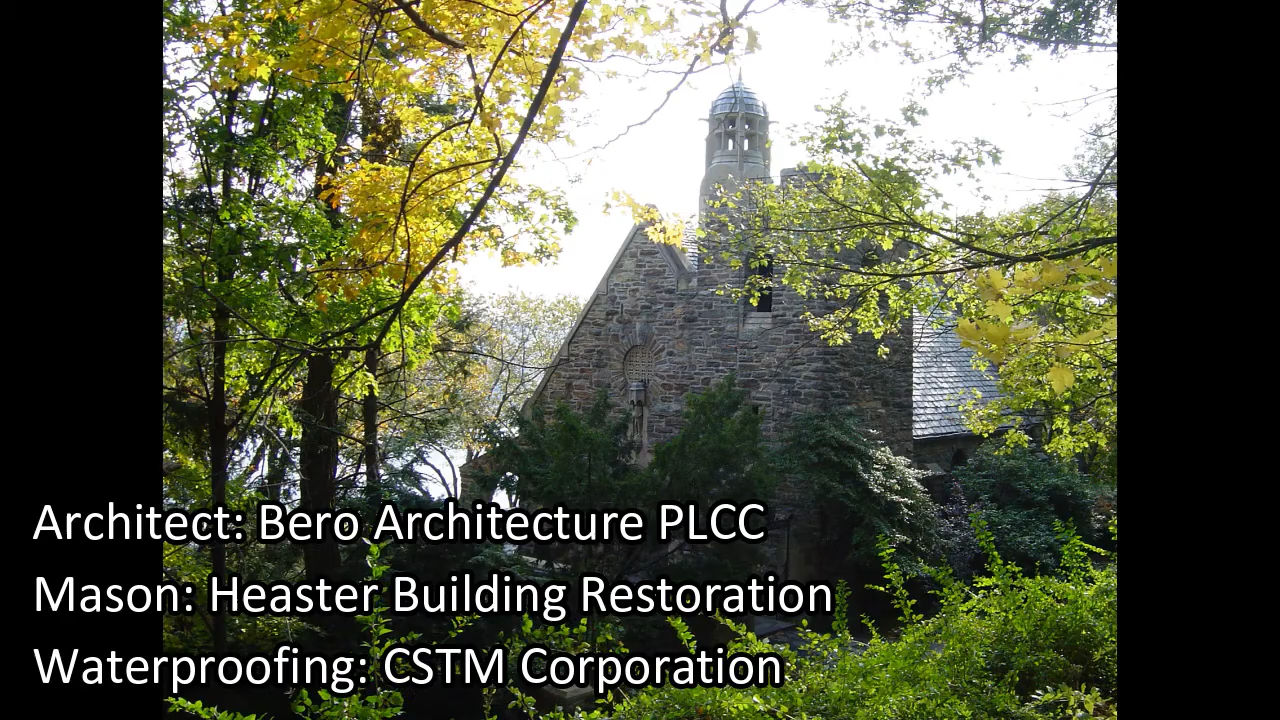 Architect: Bero Architecture PLCC
Mason: Heaster Building Restoration
Waterproofing: CSTM Corporation